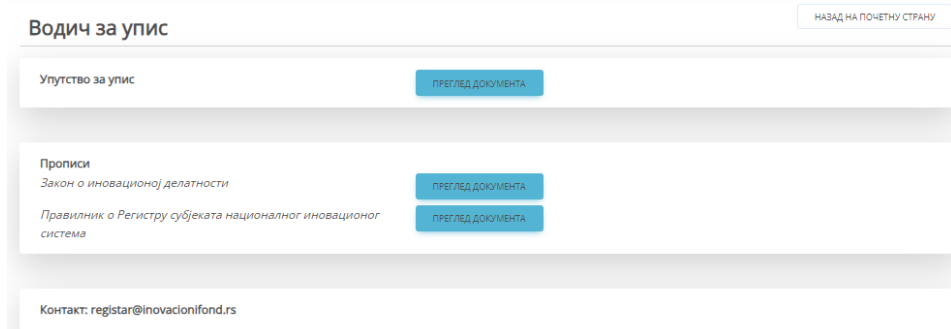 НАЗАД НА ПОЧЕТНУ СТРАНУ
Водич за упис
Упутство за упис
ПРЕГЛЕД ДОКУМЕНТА
Прописи
Закон о иновационој делатности
ПРЕГЛЕД ДОКУМЕНТА
Правилник о Регистру субјеката националног иновационог
система
ПРЕГЛЕД ДОКУМЕНТА
Контакт: registar@inovacionifond.rs